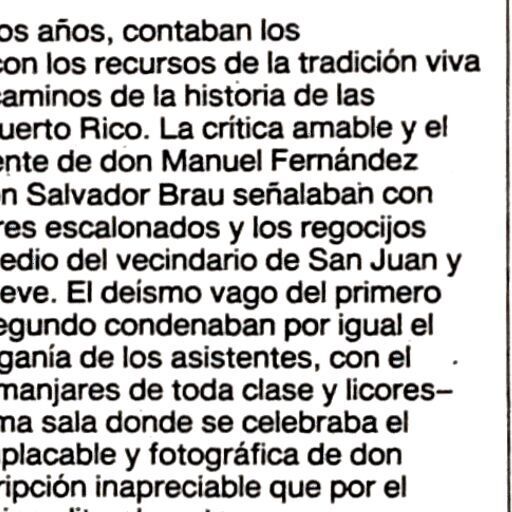 os años, contaban los
con los recursos de la tradición viva
caminos de la historia de las
uerto Rico. La crítica amable y el
ente de don Manuel Fernández
n Salvador Brau señalaban con
res escalonados y los regocijos
edio del vecindario de San Juan y
eve. El deísmo vago del primero
egundo condenaban por igual el
ganía de los asistentes, con el
manjares de toda clase y licores–
ma sala donde se celebraba el
placable y fotográfica de don
ripción inapreciable que por el